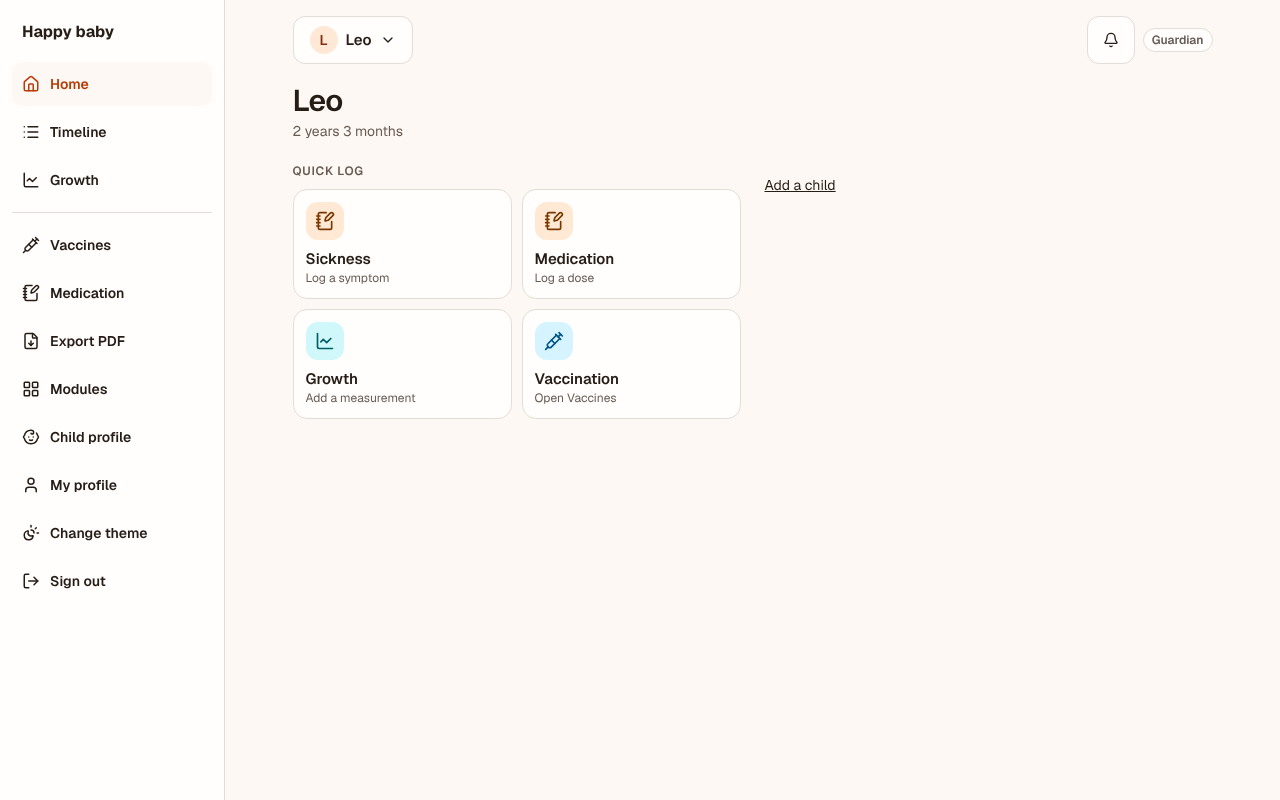 Happy baby
Home
Timeline
Growth
Vaccines
Medication
Export PDF
Modules
Child profile
My profile
Change theme
Sign out
L Leo
Guardian
Leo
2 years 3 months
QUICK LOG
Add a child
Sickness
Log a symptom
Medication
Log a dose
Growth
Add a measurement
Vaccination
Open Vaccines